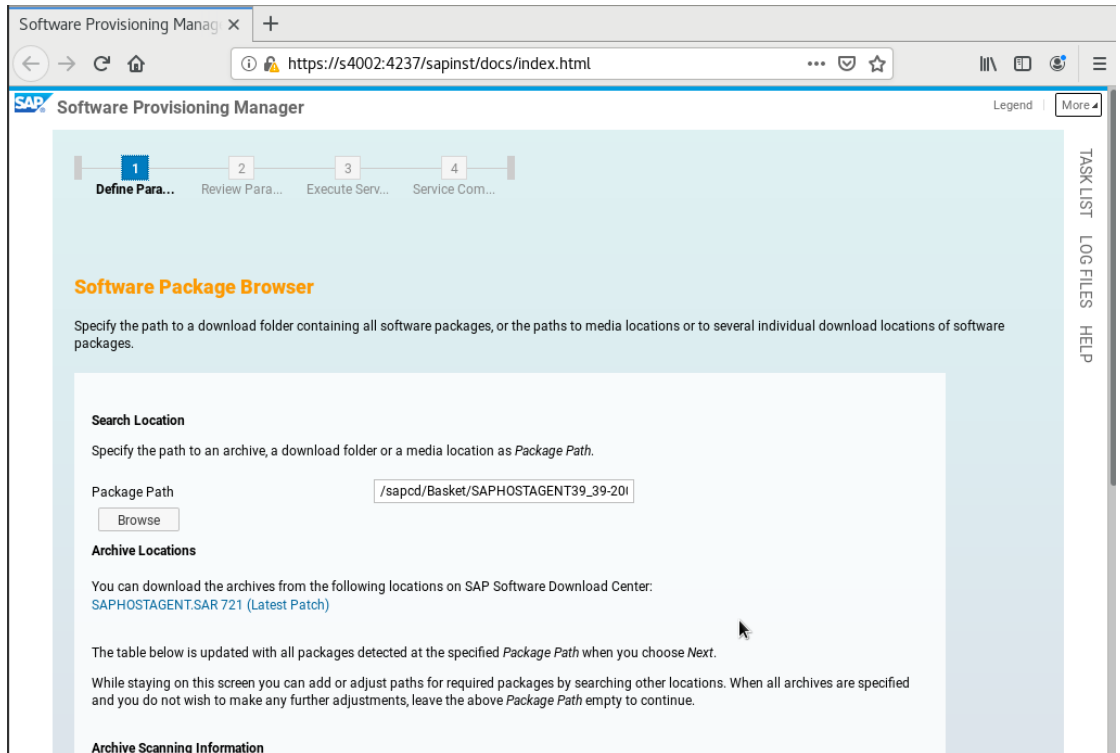 Software Provisioning Manag
https://s4002:4237/sapinst/docs/index.html
SAP Software Provisioning Manager
Legend
More
1
2
3
4
Define Para...
Review Para...
Execute Serv...
Service Com...
TASK LIST
LOG FILES
HELP
Software Package Browser
Specify the path to a download folder containing all software packages, or the paths to media locations or to several individual download locations of software
packages.
Search Location
Specify the path to an archive, a download folder or a media location as Package Path.
Package Path
/sapcd/Basket/SAPHOSTAGENT39_39-200
Browse
Archive Locations
You can download the archives from the following locations on SAP Software Download Center:
SAPHOSTAGENT.SAR 721 (Latest Patch)
The table below is updated with all packages detected at the specified Package Path when you choose Next.
While staying on this screen you can add or adjust paths for required packages by searching other locations. When all archives are specified
and you do not wish to make any further adjustments, leave the above Package Path empty to continue.
Archive Scanning Information